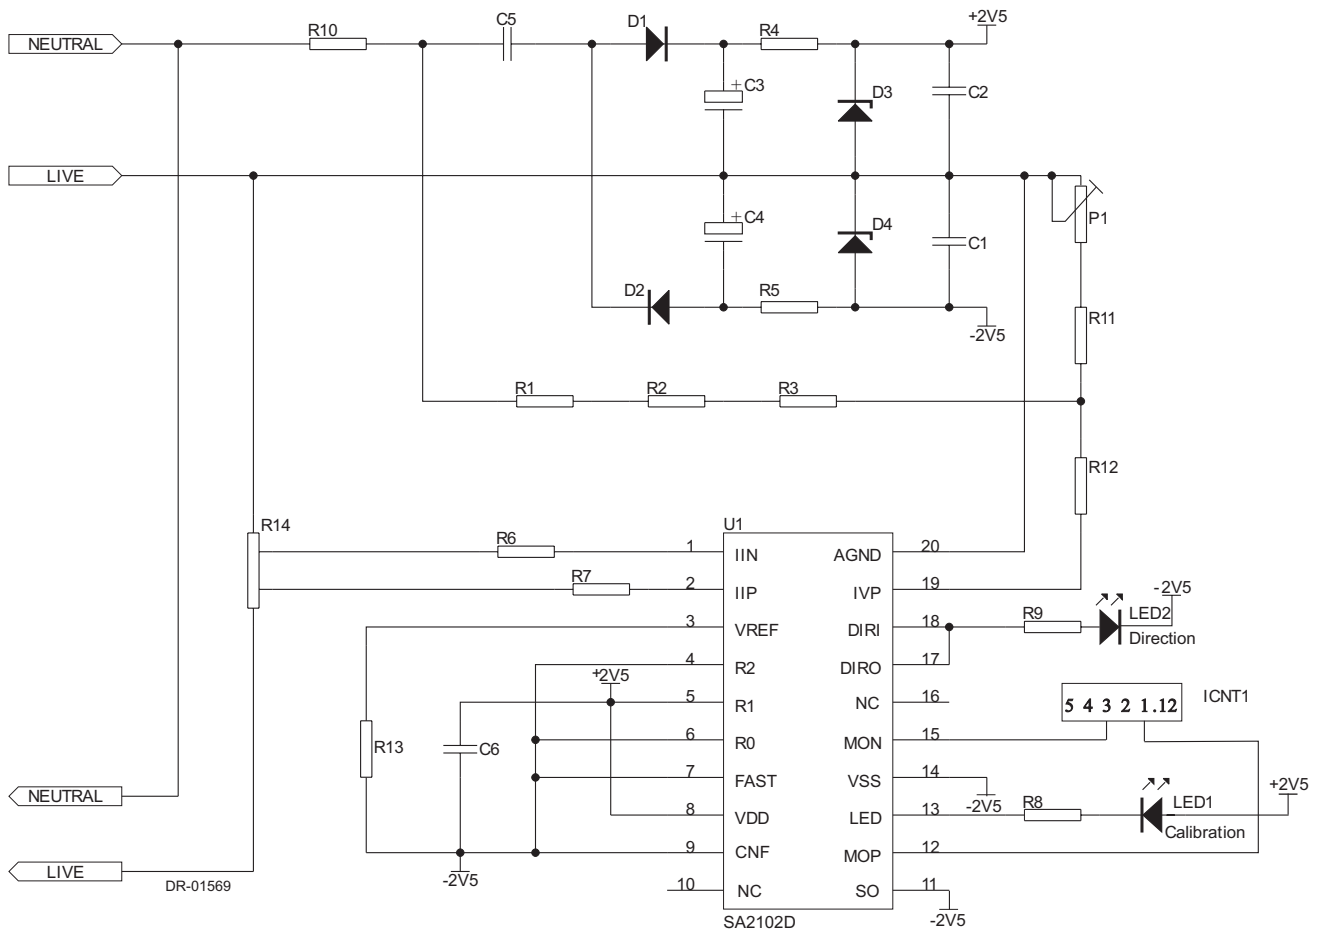 NEUTRAL
R10
C5
D1
R4
+2V5
+
C3
D3
C2
LIVE
+
C4
D4
C1
P1
D2
R5
-2V5
R11
R1
R2
R3
R12
R14
U1
R6
1
IIN
AGND
20
R7
2
IIP
IVP
19
3
VREF
DIRI
18
R9
LED2
-2V5
Direction
4
R2
DIRO
17
+2V5
5
R1
NC
16
5 4 3 2 1.12
ICNT1
R13
C6
6
R0
MON
15
7
FAST
VSS
14
-2V5
NEUTRAL
8
VDD
LED
13
R8
LED1
+2V5
Calibration
9
CNF
MOP
12
LIVE
-2V5
10
NC
SO
11
-2V5
DR-01569
SA2102D